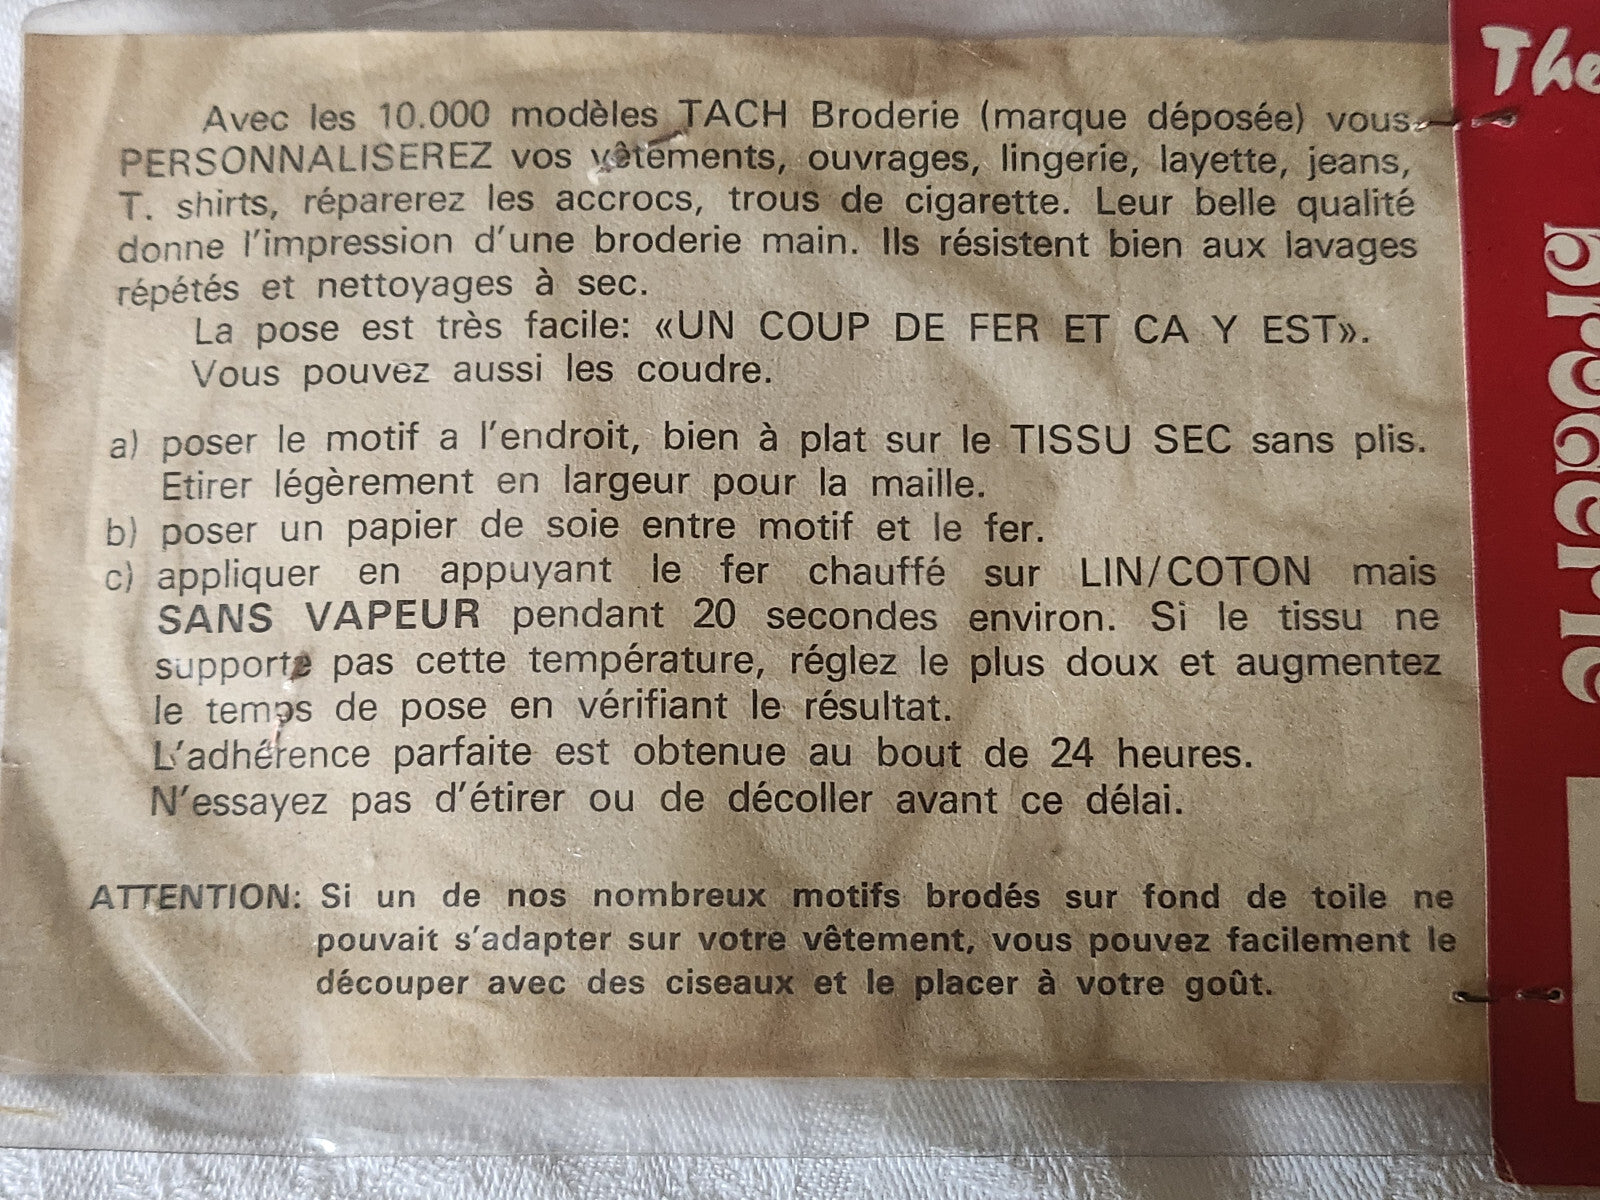 Avec les 10.000 modèles TACH Broderie (marque déposée) vous
PERSONNALISEREZ vos vêtements, ouvrages, lingerie, layette, jeans,
T. shirts, réparerez les accrocs, trous de cigarette. Leur belle qualité
donne l'impression d'une broderie main. Ils résistent bien aux lavages
répétés et nettoyages à sec.
La pose est très facile: «UN COUP DE FER ET CA Y EST».
Vous pouvez aussi les coudre.
a) poser le motif a l'endroit, bien à plat sur le TISSU SEC sans plis.
Etirer légèrement en largeur pour la maille.
b) poser un papier de soie entre motif et le fer.
c) appliquer en appuyant le fer chauffé sur LIN/COTON mais
SANS VAPEUR pendant 20 secondes environ. Si le tissu ne
supporte pas cette température, réglez le plus doux et augmentez
le temps de pose en vérifiant le résultat.
L'adhérence parfaite est obtenue au bout de 24 heures.
N'essayez pas d'étirer ou de décoller avant ce délai.
ATTENTION: Si un de nos nombreux motifs brodés sur fond de toile ne
pouvait s'adapter sur votre vêtement, vous pouvez facilement le
découper avec des ciseaux et le placer à votre goût.
The
broderie